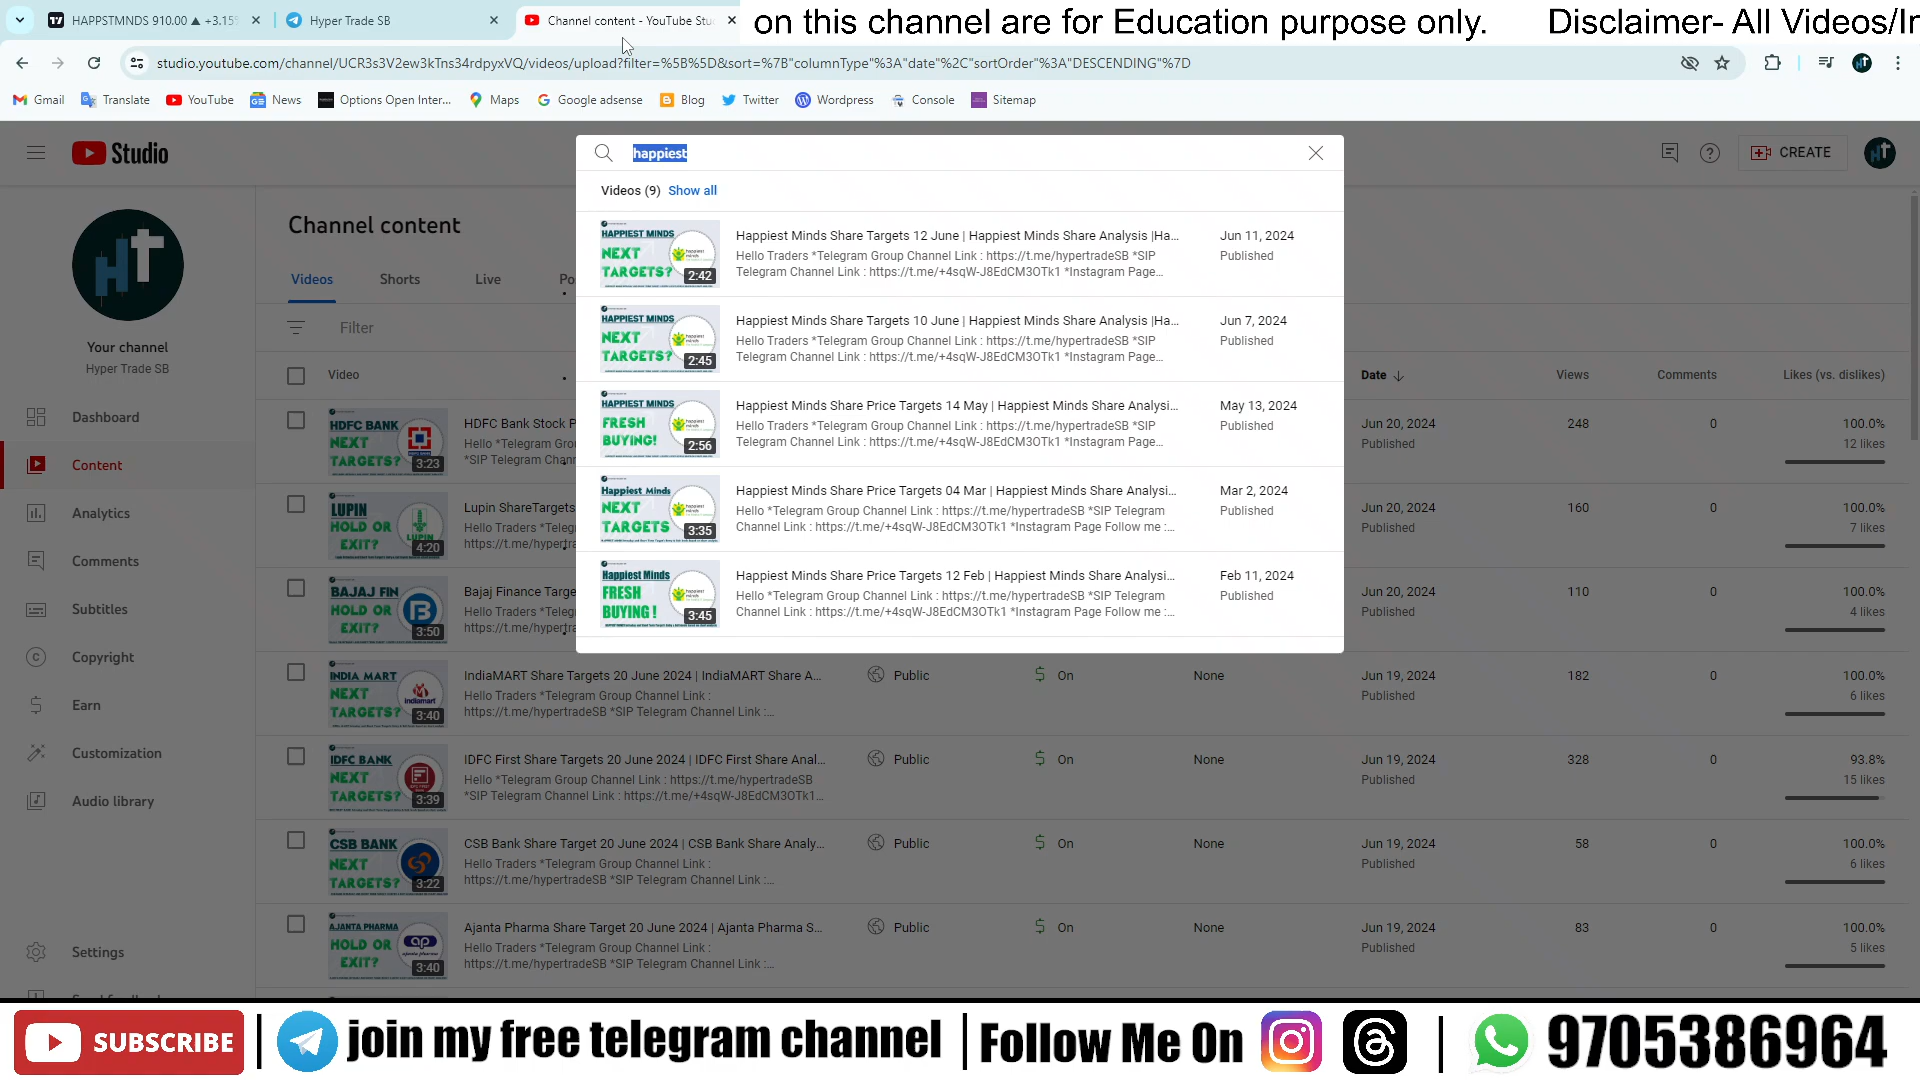 HAPPSTMNDS 910.00 ▲ +3.15%
Hyper Trade SB
Channel content - YouTube Stu
on this channel are for Education purpose only. Disclaimer- All Videos/Ir
studio.youtube.com/channel/UCR3s3V2ew3kTns34rdpyxVQ/videos/upload?filter=%5B%5D&sort=%7B"columnType"%3A"date"%2C"sortOrder"%3A"DESCENDING"%7D
Gmail Translate YouTube News Options Open Inter... Maps Google adsense Blog Twitter Wordpress Console Sitemap
Studio
happiest
CREATE
Videos (9) Show all
Channel content
Videos Shorts Live Po
Filter
Your channel
Hyper Trade SB
Dashboard
Content
Analytics
Comments
Subtitles
Copyright
Earn
Customization
Audio library
Settings
HAPPIEST MINDS
NEXT
TARGETS?
happiest minds
2:42
Happiest Minds Share Targets 12 June | Happiest Minds Share Analysis |Ha...
Hello Traders *Telegram Group Channel Link : https://t.me/hypertradeSB *SIP
Telegram Channel Link : https://t.me/+4sqW-J8EdCM3OTk1 *Instagram Page...
Jun 11, 2024
Published
HAPPIEST MINDS
NEXT
TARGETS?
happiest minds
2:45
Happiest Minds Share Targets 10 June | Happiest Minds Share Analysis |Ha...
Hello Traders *Telegram Group Channel Link : https://t.me/hypertradeSB *SIP
Telegram Channel Link : https://t.me/+4sqW-J8EdCM3OTk1 *Instagram Page...
Jun 7, 2024
Published
HAPPIEST MINDS
FRESH
BUYING!
happiest minds
2:56
Happiest Minds Share Price Targets 14 May | Happiest Minds Share Analysi...
Hello Traders *Telegram Group Channel Link : https://t.me/hypertradeSB *SIP
Telegram Channel Link : https://t.me/+4sqW-J8EdCM3OTk1 *Instagram Page...
May 13, 2024
Published
Happiest Minds
NEXT
TARGETS
happiest minds
3:35
Happiest Minds Share Price Targets 04 Mar | Happiest Minds Share Analysi...
Hello *Telegram Group Channel Link : https://t.me/hypertradeSB *SIP Telegram
Channel Link : https://t.me/+4sqW-J8EdCM3OTk1 *Instagram Page Follow me :...
Mar 2, 2024
Published
Happiest Minds
FRESH
BUYING !
happiest minds
3:45
Happiest Minds Share Price Targets 12 Feb | Happiest Minds Share Analysi...
Hello *Telegram Group Channel Link : https://t.me/hypertradeSB *SIP Telegram
Channel Link : https://t.me/+4sqW-J8EdCM3OTk1 *Instagram Page Follow me :...
Feb 11, 2024
Published
Video Date Views Comments Likes (vs. dislikes)
HDFC BANK
NEXT
TARGETS?
3:23
HDFC Bank Stock P
Hello *Telegram Gro
*SIP Telegram Chann
Jun 20, 2024 248 0 100.0%
Published 12 likes
LUPIN
HOLD OR
EXIT?
LUPIN
4:20
Lupin ShareTargets
Hello Traders *Teleg
https://t.me/hypertra
Jun 20, 2024 160 0 100.0%
Published 7 likes
BAJAJ FIN
HOLD OR
EXIT?
3:50
Bajaj Finance Targe
Hello Traders *Teleg
https://t.me/hypertra
Jun 20, 2024 110 0 100.0%
Published 4 likes
INDIA MART
NEXT
TARGETS?
indiamart
3:40
IndiaMART Share Targets 20 June 2024 | IndiaMART Share A...
Hello Traders *Telegram Group Channel Link :
https://t.me/hypertradeSB *SIP Telegram Channel Link :...
Public On None Jun 19, 2024 182 0 100.0%
Published 6 likes
IDFC BANK
NEXT
TARGETS?
3:39
IDFC First Share Targets 20 June 2024 | IDFC First Share Anal...
Hello *Telegram Group Channel Link : https://t.me/hypertradeSB
*SIP Telegram Channel Link : https://t.me/+4sqW-J8EdCM3OTk1...
Public On None Jun 19, 2024 328 0 93.8%
Published 15 likes
CSB BANK
NEXT
TARGETS?
3:22
CSB Bank Share Target 20 June 2024 | CSB Bank Share Analy...
Hello Traders *Telegram Group Channel Link :
https://t.me/hypertradeSB *SIP Telegram Channel Link :...
Public On None Jun 19, 2024 58 0 100.0%
Published 6 likes
AJANTA PHARMA
HOLD OR
EXIT?
ap
ajanta pharma
3:40
Ajanta Pharma Share Target 20 June 2024 | Ajanta Pharma S...
Hello Traders *Telegram Group Channel Link :
https://t.me/hypertradeSB *SIP Telegram Channel Link :...
Public On None Jun 19, 2024 83 0 100.0%
Published 5 likes
SUBSCRIBE | join my free telegram channel | Follow Me On | 9705386964